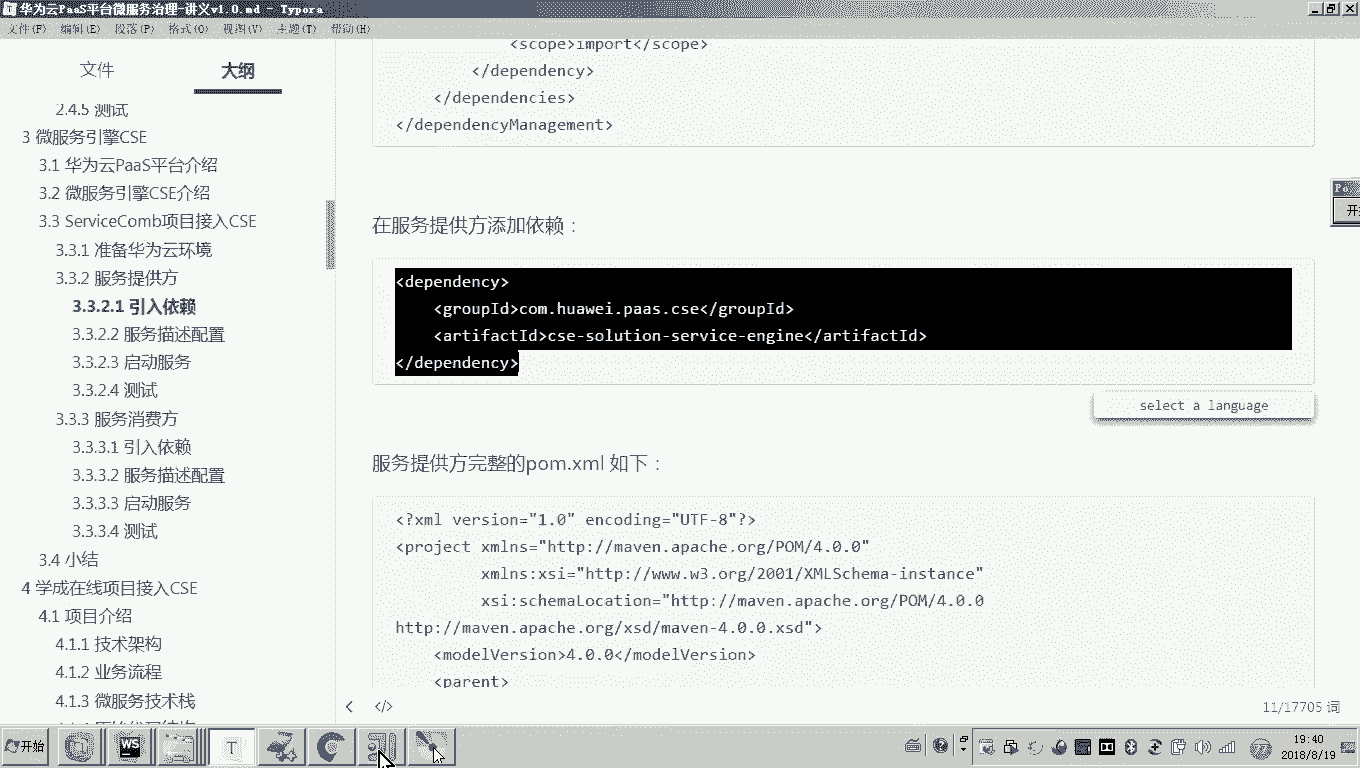 华为云PaaS平台微服务治理-讲义v1.0.md - Typora
文件(F) 编辑(E) 段落(P) 格式(O) 视图(V) 主题(T) 帮助(H)
文件
大纲
2.4.5 测试
3 微服务引擎CSE
3.1 华为云PaaS平台介绍
3.2 微服务引擎CSE介绍
3.3 ServiceComb项目接入CSE
3.3.1 准备华为云环境
3.3.2 服务提供方
3.3.2.1 引入依赖
3.3.2.2 服务描述配置
3.3.2.3 启动服务
3.3.2.4 测试
3.3.3 服务消费方
3.3.3.1 引入依赖
3.3.3.2 服务描述配置
3.3.3.3 启动服务
3.3.3.4 测试
3.4 小结
4 学成在线项目接入CSE
4.1 项目介绍
4.1.1 技术架构
4.1.2 业务流程
4.1.3 微服务技术栈
<scope>import</scope>
</dependency>
</dependencies>
</dependencyManagement>
在服务提供方添加依赖：
<dependency>
<groupId>com.huawei.paas.cse</groupId>
<artifactId>cse-solution-service-engine</artifactId>
</dependency>
select a language
服务提供方完整的pom.xml 如下：
<?xml version="1.0" encoding="UTF-8"?>
<project xmlns="http://maven.apache.org/POM/4.0.0"
xmlns:xsi="http://www.w3.org/2001/XMLSchema-instance"
xsi:schemaLocation="http://maven.apache.org/POM/4.0.0
http://maven.apache.org/xsd/maven-4.0.0.xsd">
<modelVersion>4.0.0</modelVersion>
<parent>
</>
11/17705 词
开始
WS
T
19:40
2018/8/19